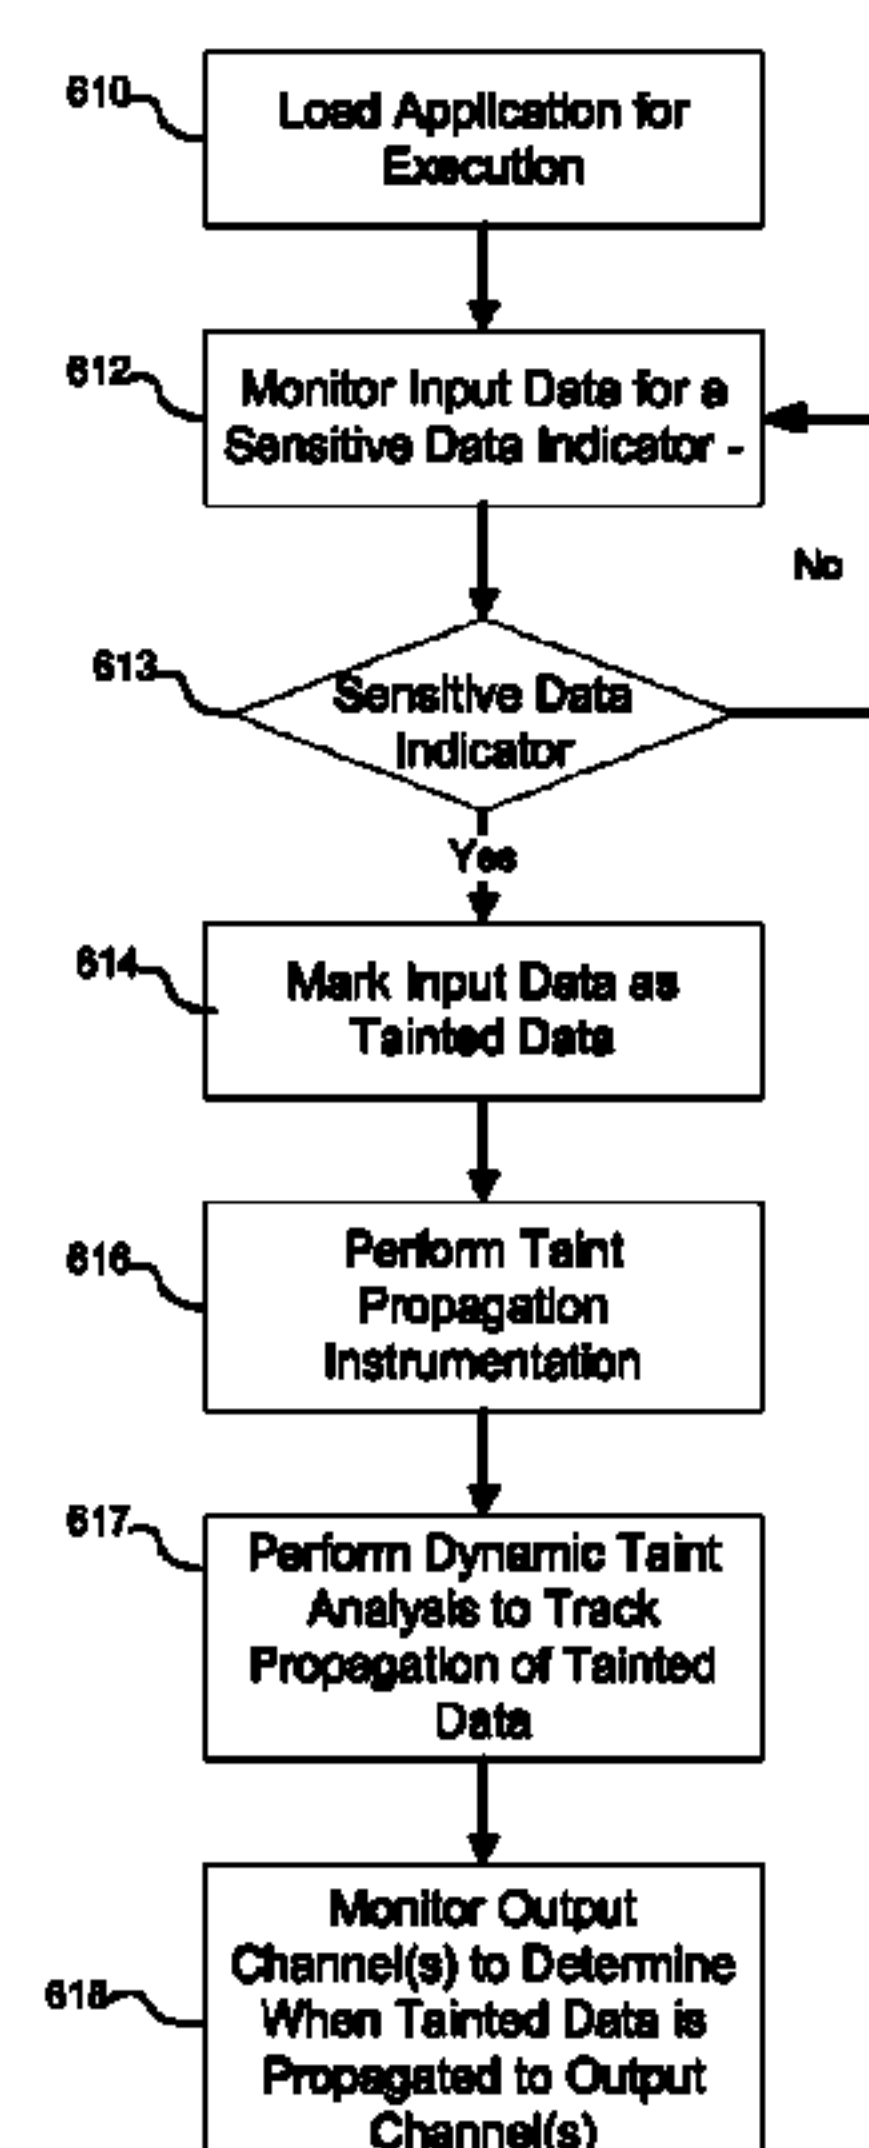 610
Load Application for
Execution
612
Monitor Input Data for a
Sensitive Data Indicator -
No
613
Sensitive Data
Indicator
Yes
614
Mark Input Data as
Tainted Data
616
Perform Taint
Propagation
Instrumentation
617
Perform Dynamic Taint
Analysis to Track
Propagation of Tainted
Data
618
Monitor Output
Channel(s) to Determine
When Tainted Data is
Propagated to Output
Channel(s)